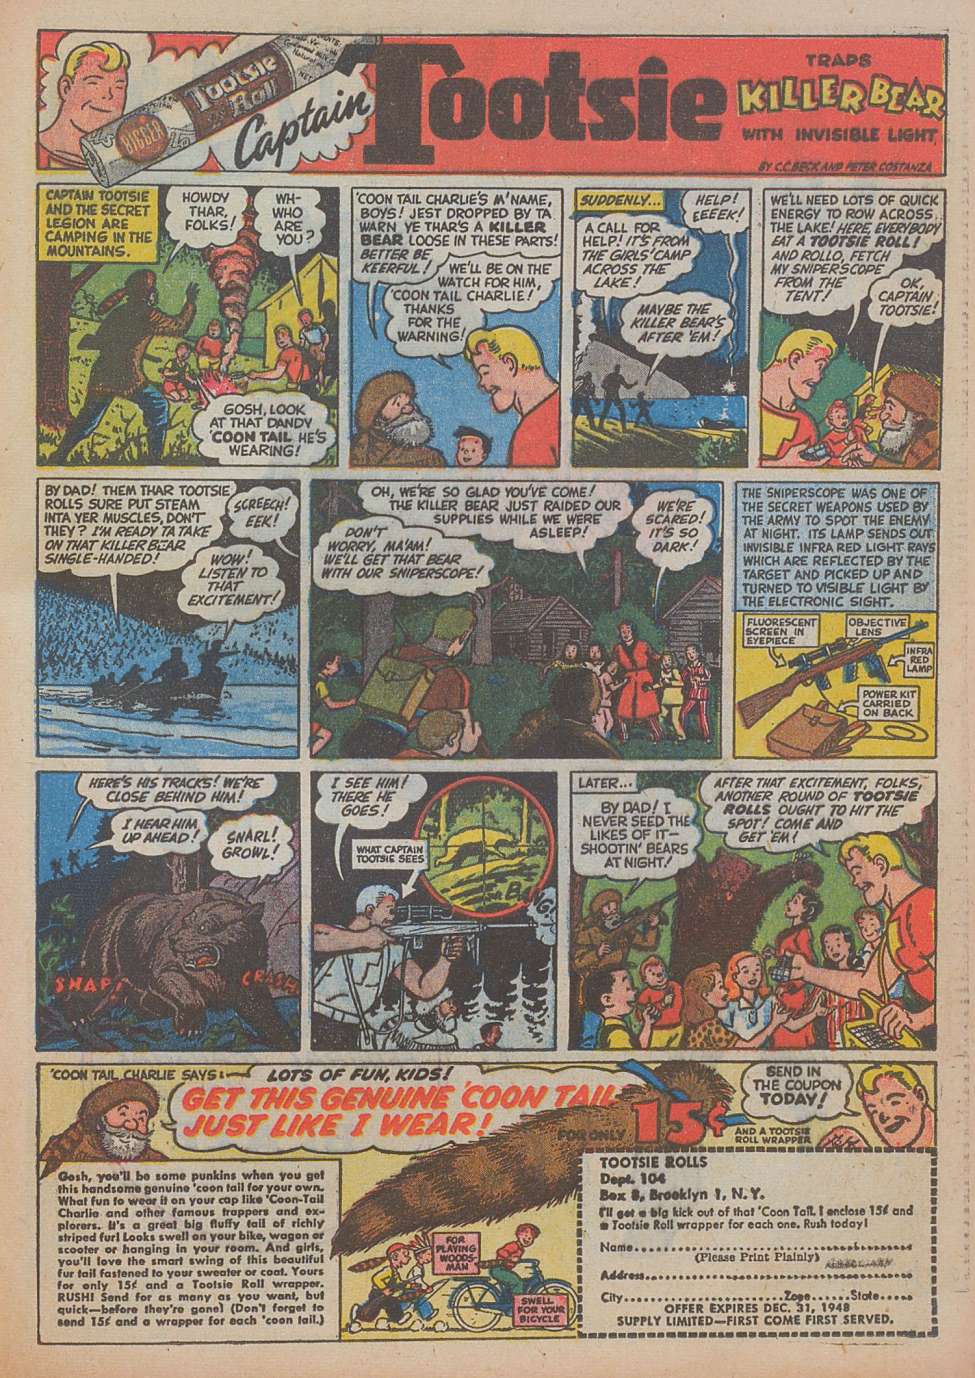 Tootsie
Roll
BIGGER
Captain
Tootsie
TRAPS
KILLER BEAR
WITH INVISIBLE LIGHT
BY C.C. BECK AND PETER COSTANZA
CAPTAIN TOOTSIE
AND THE SECRET
LEGION ARE
CAMPING IN THE
MOUNTAINS.
HOWDY
THAR,
FOLKS!
WH-
WHO
ARE
YOU?
GOSH, LOOK
AT THAT DANDY
'COON TAIL HE'S
WEARING!
'COON TAIL CHARLIE'S M'NAME,
BOYS! JEST DROPPED BY TA
WARN YE THAR'S A KILLER
BEAR LOOSE IN THESE PARTS!
BETTER BE
KEERFUL!
WE'LL BE ON THE
WATCH FOR HIM,
'COON TAIL CHARLIE!
THANKS
FOR THE
WARNING!
SUDDENLY...
HELP!
EEEEK!
A CALL FOR
HELP! IT'S FROM
THE GIRLS' CAMP
ACROSS THE
LAKE!
MAYBE THE
KILLER BEAR'S
AFTER 'EM!
WE'LL NEED LOTS OF QUICK
ENERGY TO ROW ACROSS
THE LAKE! HERE, EVERYBODY
EAT A TOOTSIE ROLL!
AND ROLLO, FETCH
MY SNIPERSCOPE
FROM THE
TENT!
OK,
CAPTAIN
TOOTSIE!
BY DAD! THEM THAR TOOTSIE
ROLLS SURE PUT STEAM
INTA YER MUSCLES, DON'T
THEY? I'M READY TA TAKE
ON THAT KILLER BEAR
SINGLE-HANDED!
SCREECH!
EEK!
WOW!
LISTEN TO
THAT
EXCITEMENT!
OH, WE'RE SO GLAD YOU'VE COME!
THE KILLER BEAR JUST RAIDED OUR
SUPPLIES WHILE WE WERE
ASLEEP!
DON'T
WORRY, MA'AM!
WE'LL GET THAT BEAR
WITH OUR SNIPERSCOPE!
WE'RE
SCARED!
IT'S SO
DARK!
THE SNIPERSCOPE WAS ONE OF
THE SECRET WEAPONS USED BY
THE ARMY TO SPOT THE ENEMY
AT NIGHT. ITS LAMP SENDS OUT
INVISIBLE INFRA RED LIGHT RAYS
WHICH ARE REFLECTED BY THE
TARGET AND PICKED UP AND
TURNED TO VISIBLE LIGHT BY
THE ELECTRONIC SIGHT.
FLUORESCENT
SCREEN IN
EYEPIECE
OBJECTIVE
LENS
INFRA
RED
LAMP
POWER KIT
CARRIED
ON BACK
HERE'S HIS TRACKS! WE'RE
CLOSE BEHIND HIM!
I HEAR HIM
UP AHEAD!
SNARL!
GROWL!
SNAP!
CRASH
I SEE HIM!
THERE HE
GOES!
WHAT CAPTAIN
TOOTSIE SEES
LATER...
BY DAD! I
NEVER SEED THE
LIKES OF IT—
SHOOTIN' BEARS
AT NIGHT!
AFTER THAT EXCITEMENT, FOLKS,
ANOTHER ROUND OF TOOTSIE
ROLLS OUGHT TO HIT THE
SPOT! COME AND
GET 'EM!
'COON TAIL CHARLIE SAYS:— LOTS OF FUN, KIDS!
GET THIS GENUINE 'COON TAIL
JUST LIKE I WEAR!
FOR ONLY 15¢
AND A TOOTSIE
ROLL WRAPPER
SEND IN
THE COUPON
TODAY!
Gosh, you'll be some punkins when you get
this handsome genuine 'coon tail for your own.
What fun to wear it on your cap like 'Coon-Tail
Charlie and other famous trappers and ex-
plorers. It's a great big fluffy tail of richly
striped fur! Looks swell on your bike, wagon or
scooter or hanging in your room. And girls,
you'll love the smart swing of this beautiful
fur tail fastened to your sweater or coat. Yours
for only 15¢ and a Tootsie Roll wrapper.
RUSH! Send for as many as you want, but
quick—before they're gone! (Don't forget to
send 15¢ and a wrapper for each 'coon tail.)
FOR
PLAYING
WOODS-
MAN
SWELL
FOR YOUR
BICYCLE
TOOTSIE ROLLS
Dept. 104
Box 8, Brooklyn 1, N. Y.
I'll get a big kick out of that 'Coon Tail. I enclose 15¢ and
a Tootsie Roll wrapper for each one. Rush today!
Name
(Please Print Plainly)
Address
City Zone State
OFFER EXPIRES DEC. 31, 1948
SUPPLY LIMITED—FIRST COME FIRST SERVED.